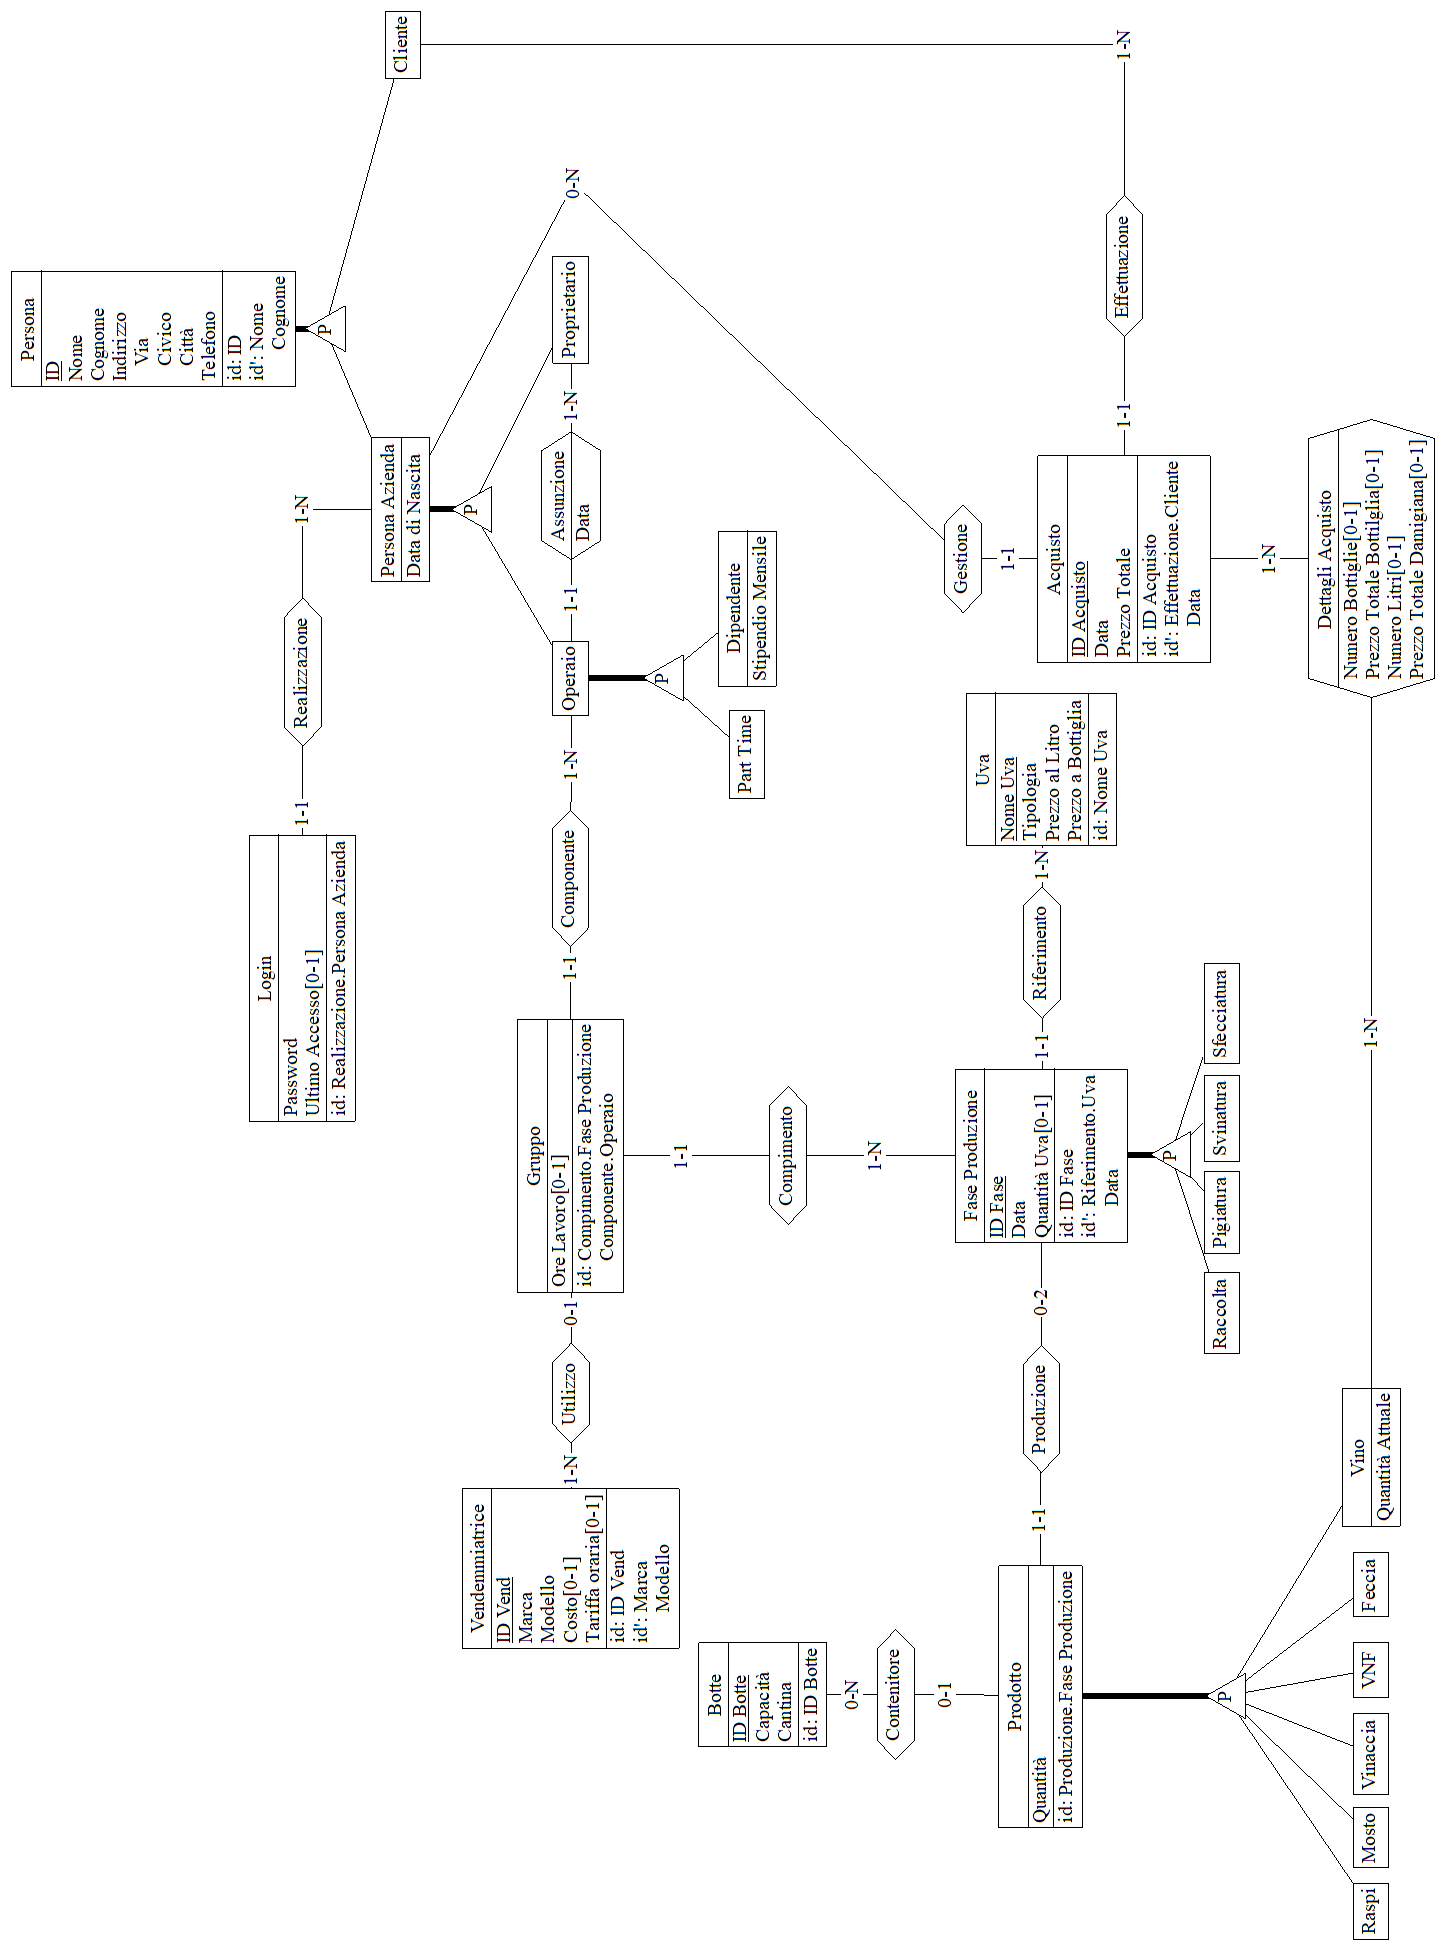 Persona
ID
Nome
Cognome
Indirizzo
Via
Civico
Città
Telefono
id: ID
id': Nome
Cognome
P
Cliente
Login
Password
Ultimo Accesso[0-1]
id: Realizzazione.Persona Azienda
1-1
Realizzazione
1-N
Persona Azienda
Data di Nascita
P
0-N
Vendemmiatrice
ID Vend
Marca
Modello
Costo[0-1]
Tariffa oraria[0-1]
id: ID Vend
id': Marca
Modello
1-N
Utilizzo
0-1
Gruppo
Ore Lavoro[0-1]
id: Compimento.Fase Produzione
Componente.Operaio
1-1
Componente
1-N
Operaio
1-1
Assunzione
Data
1-N
Proprietario
P
Part Time
Dipendente
Stipendio Mensile
1-1
Compimento
1-N
Botte
ID Botte
Capacità
Cantina
id: ID Botte
0-N
Contenitore
0-1
Prodotto
Quantità
id: Produzione.Fase Produzione
1-1
Produzione
0-2
Fase Produzione
ID Fase
Data
Quantità Uva[0-1]
id: ID Fase
id': Riferimento.Uva
Data
1-1
Riferimento
1-N
Uva
Nome Uva
Tipologia
Prezzo al Litro
Prezzo a Bottiglia
id: Nome Uva
Gestione
1-1
Acquisto
ID Acquisto
Data
Prezzo Totale
id: ID Acquisto
id': Effettuazione.Cliente
Data
1-1
Effettuazione
1-N
P
Raccolta
Pigiatura
Svinatura
Sfecciatura
1-N
Dettagli Acquisto
Numero Bottiglie[0-1]
Prezzo Totale Bottilglia[0-1]
Numero Litri[0-1]
Prezzo Totale Damigiana[0-1]
1-N
P
Raspi
Mosto
Vinaccia
VNF
Feccia
Vino
Quantità Attuale